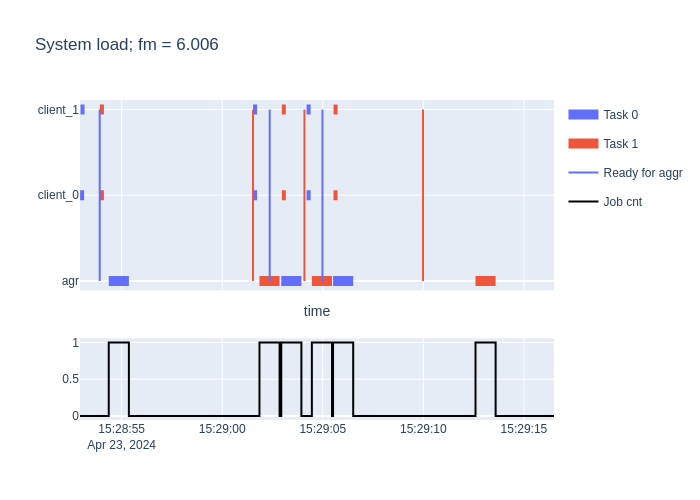 System load; fm = 6.006
client_1
client_0
agr
time
Task 0
Task 1
Ready for aggr
Job cnt
1
0.5
0
15:28:55
15:29:00
15:29:05
15:29:10
15:29:15
Apr 23, 2024